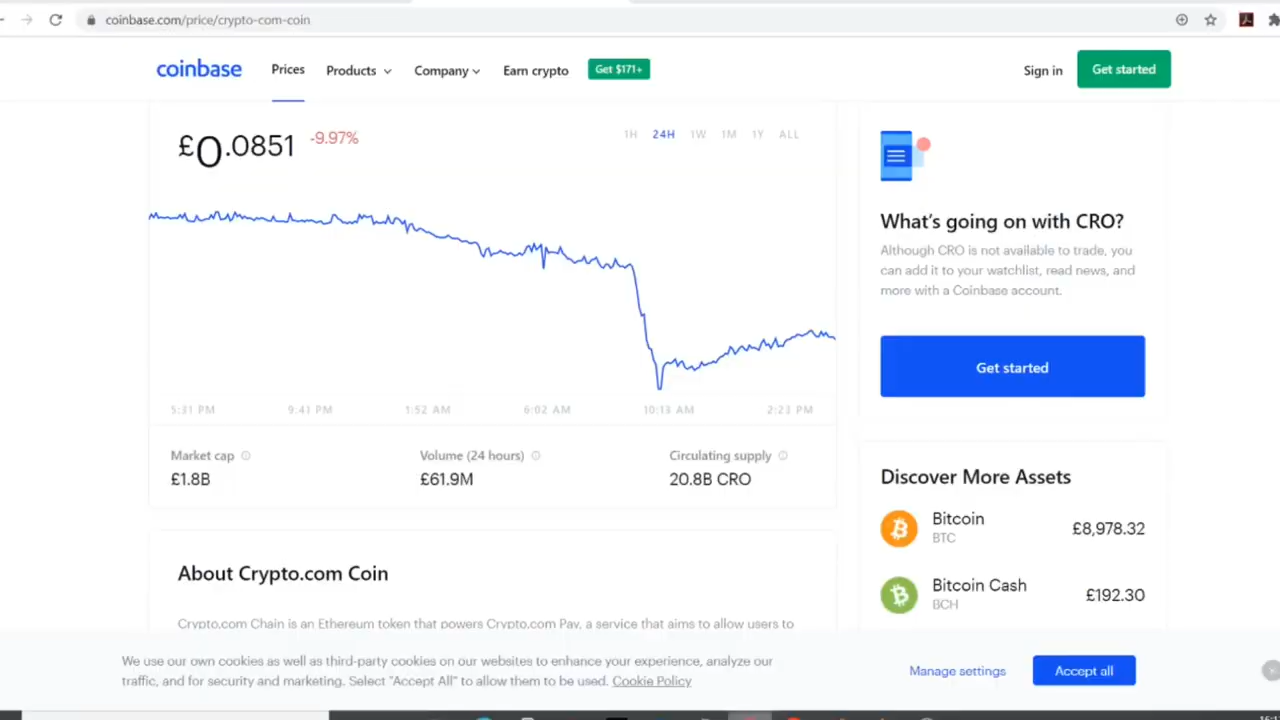 coinbase.com/price/crypto-com-coin
coinbase
Prices
Products
Company
Earn crypto
Get $171+
Sign in
Get started
£0.0851
-9.97%
1H 24H 1W 1M 1Y ALL
5:31 PM 9:41 PM 1:52 AM 6:02 AM 10:13 AM 2:23 PM
Market cap
£1.8B
Volume (24 hours)
£61.9M
Circulating supply
20.8B CRO
About Crypto.com Coin
Crypto.com Chain is an Ethereum token that powers Crypto.com Pay, a service that aims to allow users to
What's going on with CRO?
Although CRO is not available to trade, you
can add it to your watchlist, read news, and
more with a Coinbase account.
Get started
Discover More Assets
Bitcoin
BTC
£8,978.32
Bitcoin Cash
BCH
£192.30
We use our own cookies as well as third-party cookies on our websites to enhance your experience, analyze our
traffic, and for security and marketing. Select "Accept All" to allow them to be used. Cookie Policy
Manage settings
Accept all